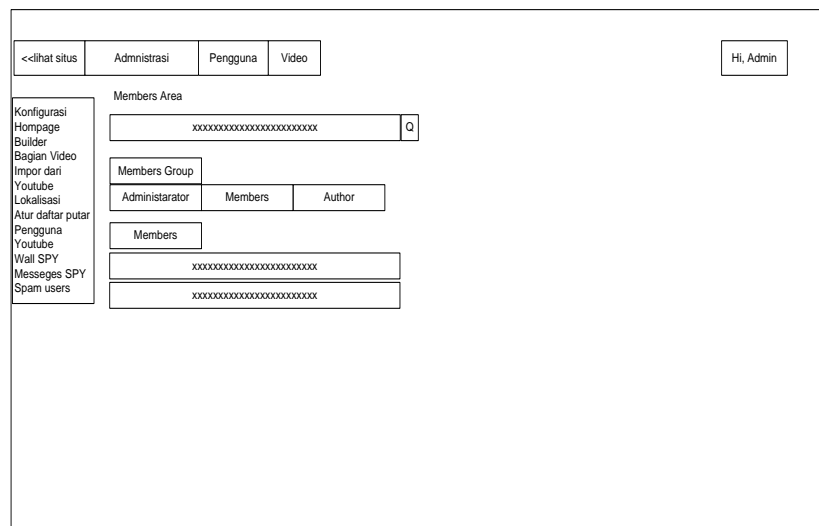 <<lihat situs Admnistrasi Pengguna Video Hi, Admin
Members Area
Konfigurasi
Hompage
Builder
Bagian Video
Impor dari
Youtube
Lokalisasi
Atur daftar putar
Pengguna
Youtube
Wall SPY
Messeges SPY
Spam users
xxxxxxxxxxxxxxxxxxxxxxxx Q
Members Group
Administarator Members Author
Members
xxxxxxxxxxxxxxxxxxxxxxxx
xxxxxxxxxxxxxxxxxxxxxxxx